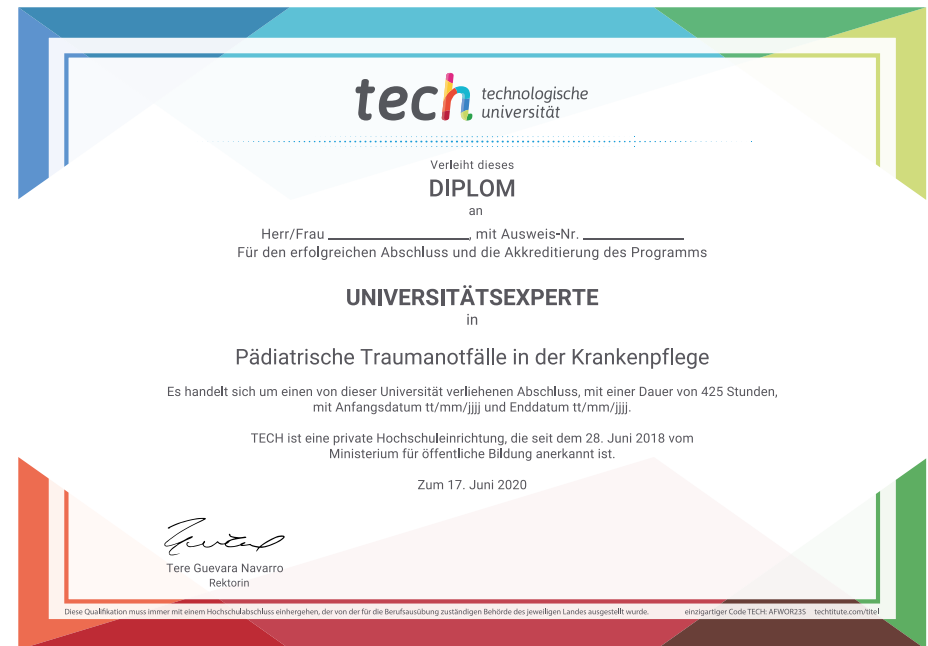 tech technologische
universität
Verleiht dieses
DIPLOM
an
Herr/Frau ____________________, mit Ausweis-Nr. ______________
Für den erfolgreichen Abschluss und die Akkreditierung des Programms
UNIVERSITÄTSEXPERTE
in
Pädiatrische Traumanotfälle in der Krankenpflege
Es handelt sich um einen von dieser Universität verliehenen Abschluss, mit einer Dauer von 425 Stunden,
mit Anfangsdatum tt/mm/jjjj und Enddatum tt/mm/jjjj.
TECH ist eine private Hochschuleinrichtung, die seit dem 28. Juni 2018 vom
Ministerium für öffentliche Bildung anerkannt ist.
Zum 17. Juni 2020
Tere Guevara Navarro
Rektorin
Diese Qualifikation muss immer mit einem Hochschulabschluss einhergehen, der von der für die Berufsausübung zuständigen Behörde des jeweiligen Landes ausgestellt wurde. einzigartiger Code TECH: AFWOR23S techtitute.com/titel